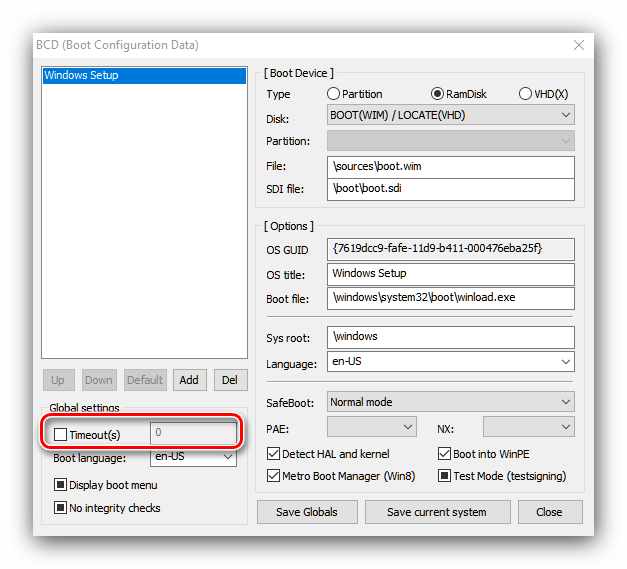 BCD (Boot Configuration Data)
Windows Setup
Up Down Default Add Del
Global settings
Timeout(s) 0
Boot language: en-US
Display boot menu
No integrity checks
[ Boot Device ]
Type Partition RamDisk VHD(X)
Disk: BOOT(WIM) / LOCATE(VHD)
Partition:
File: \sources\boot.wim
SDI file: \boot\boot.sdi
[ Options ]
OS GUID {7619dcc9-fafe-11d9-b411-000476eba25f}
OS title: Windows Setup
Boot file: \windows\system32\boot\winload.exe
Sys root: \windows
Language: en-US
SafeBoot: Normal mode
PAE: NX:
Detect HAL and kernel Boot into WinPE
Metro Boot Manager (Win8) Test Mode (testsigning)
Save Globals Save current system Close